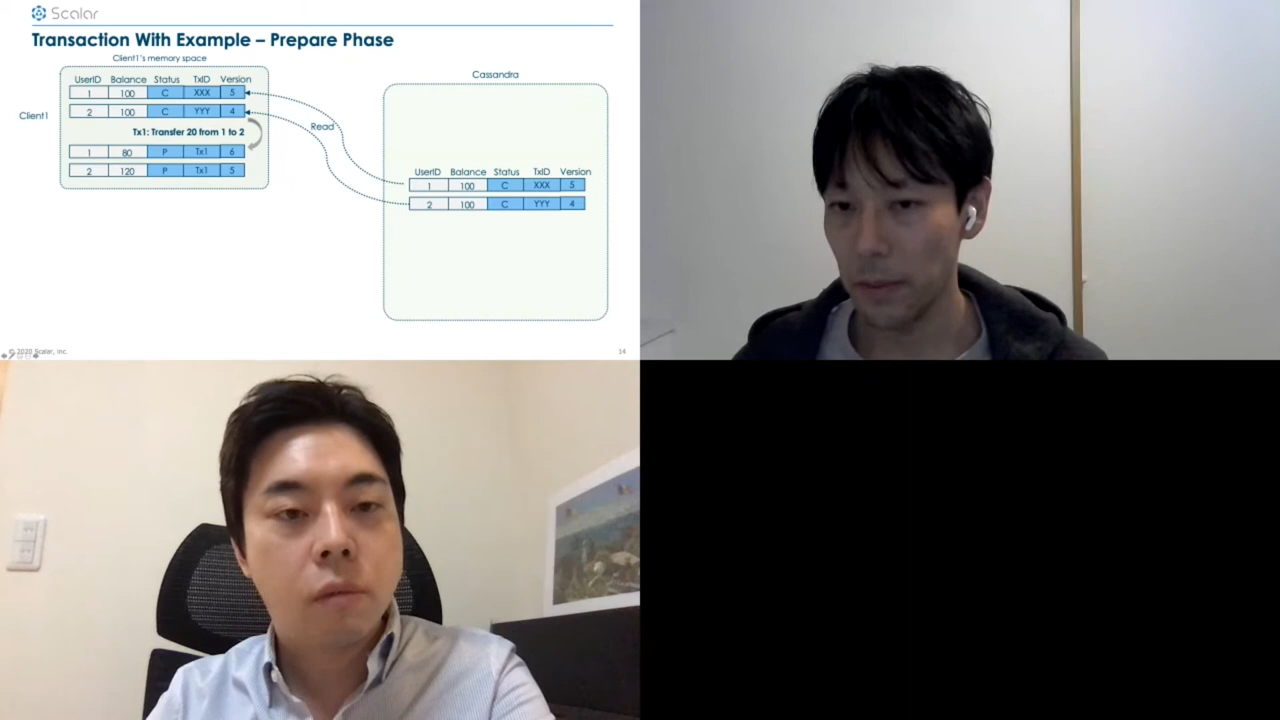 Scalar
Transaction With Example – Prepare Phase
Client1's memory space
UserID Balance Status TxID Version
1 100 C XXX 5
2 100 C YYY 4
Client1
Tx1: Transfer 20 from 1 to 2
1 80 P Tx1 6
2 120 P Tx1 5
Read
Cassandra
UserID Balance Status TxID Version
1 100 C XXX 5
2 100 C YYY 4
© 2020 Scalar, inc.
14